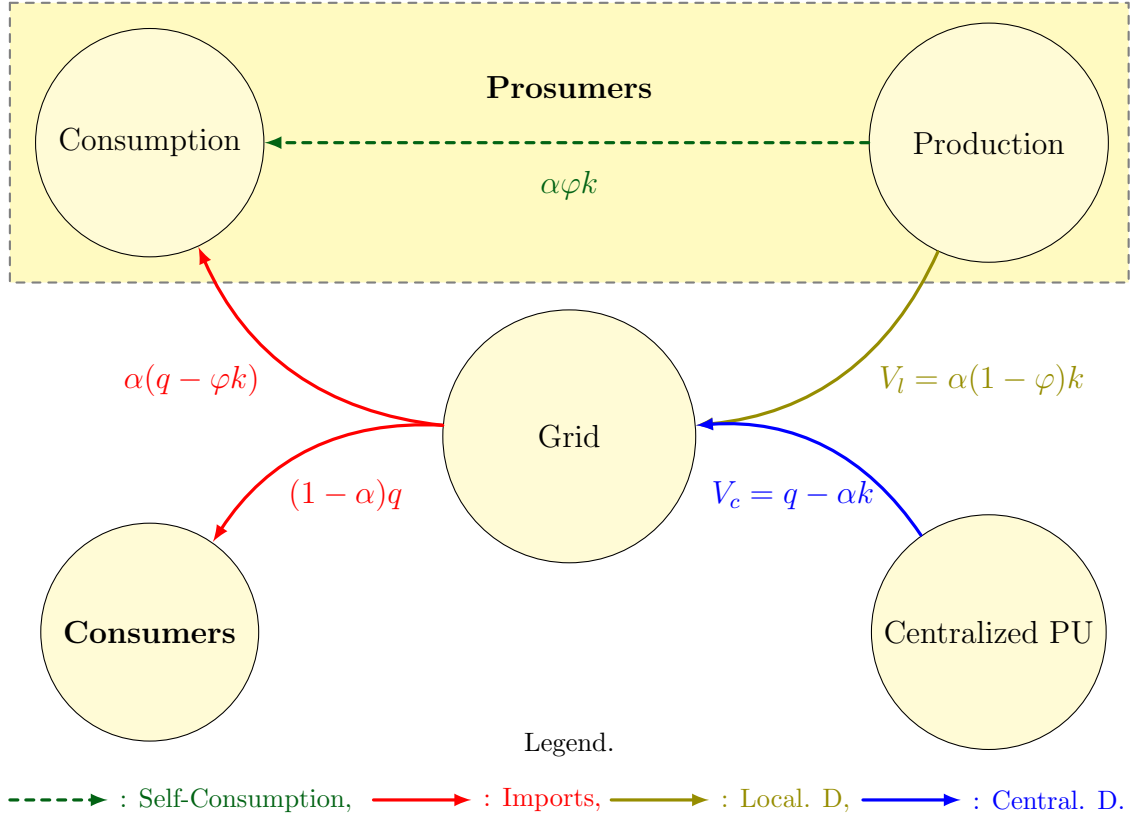 Prosumers
Consumption
Production
αφk
α(q − φk)
V_l = α(1 − φ)k
Grid
(1 − α)q
V_c = q − αk
Consumers
Centralized PU
Legend.
: Self-Consumption, : Imports, : Local. D, : Central. D.